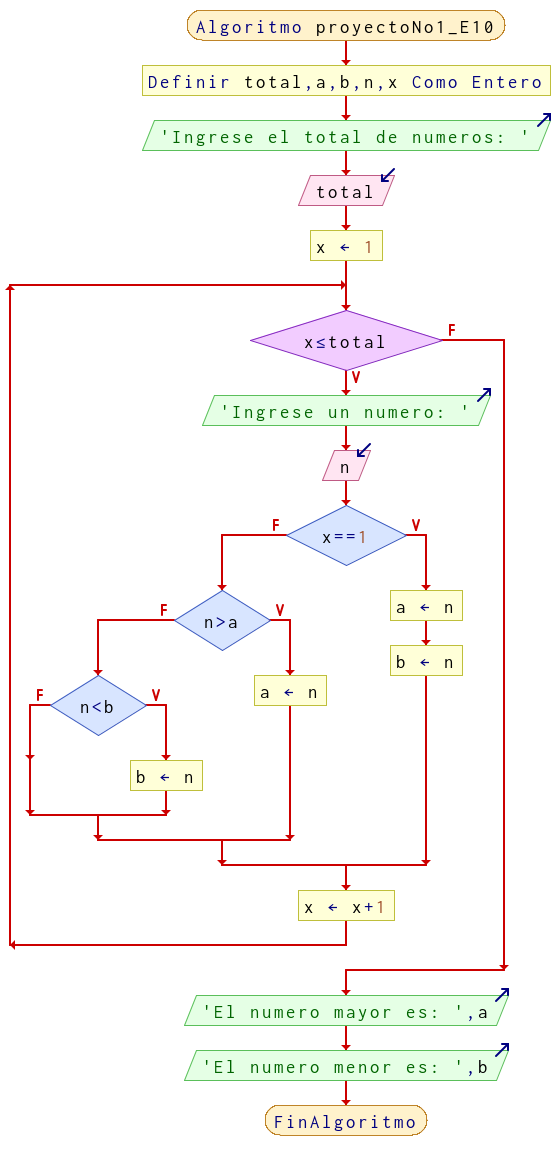 Algoritmo proyectoNo1_E10
Definir total,a,b,n,x Como Entero
'Ingrese el total de numeros: '
total
x ← 1
x≤total
F
V
'Ingrese un numero: '
n
x==1
F
V
n>a
F
V
a ← n
b ← n
n<b
F
V
a ← n
b ← n
x ← x+1
'El numero mayor es: ',a
'El numero menor es: ',b
FinAlgoritmo